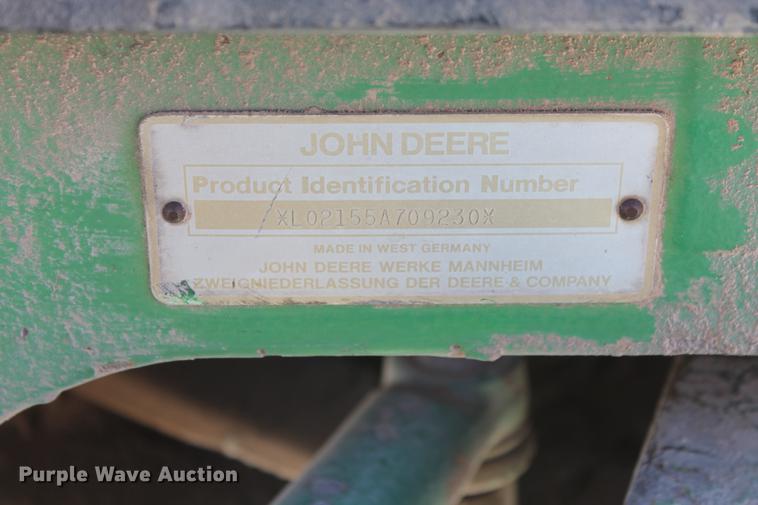 JOHN DEERE
Product Identification Number
*L02155A709230*
MADE IN WEST GERMANY
JOHN DEERE WERKE MANNHEIM
ZWEIGNIEDERLASSUNG DER DEERE & COMPANY
Purple Wave Auction